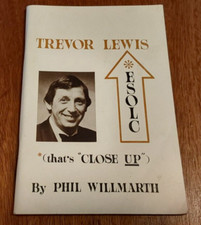 TREVOR LEWIS
*ESOLC
*(that's "CLOSE UP")
By PHIL WILLMARTH